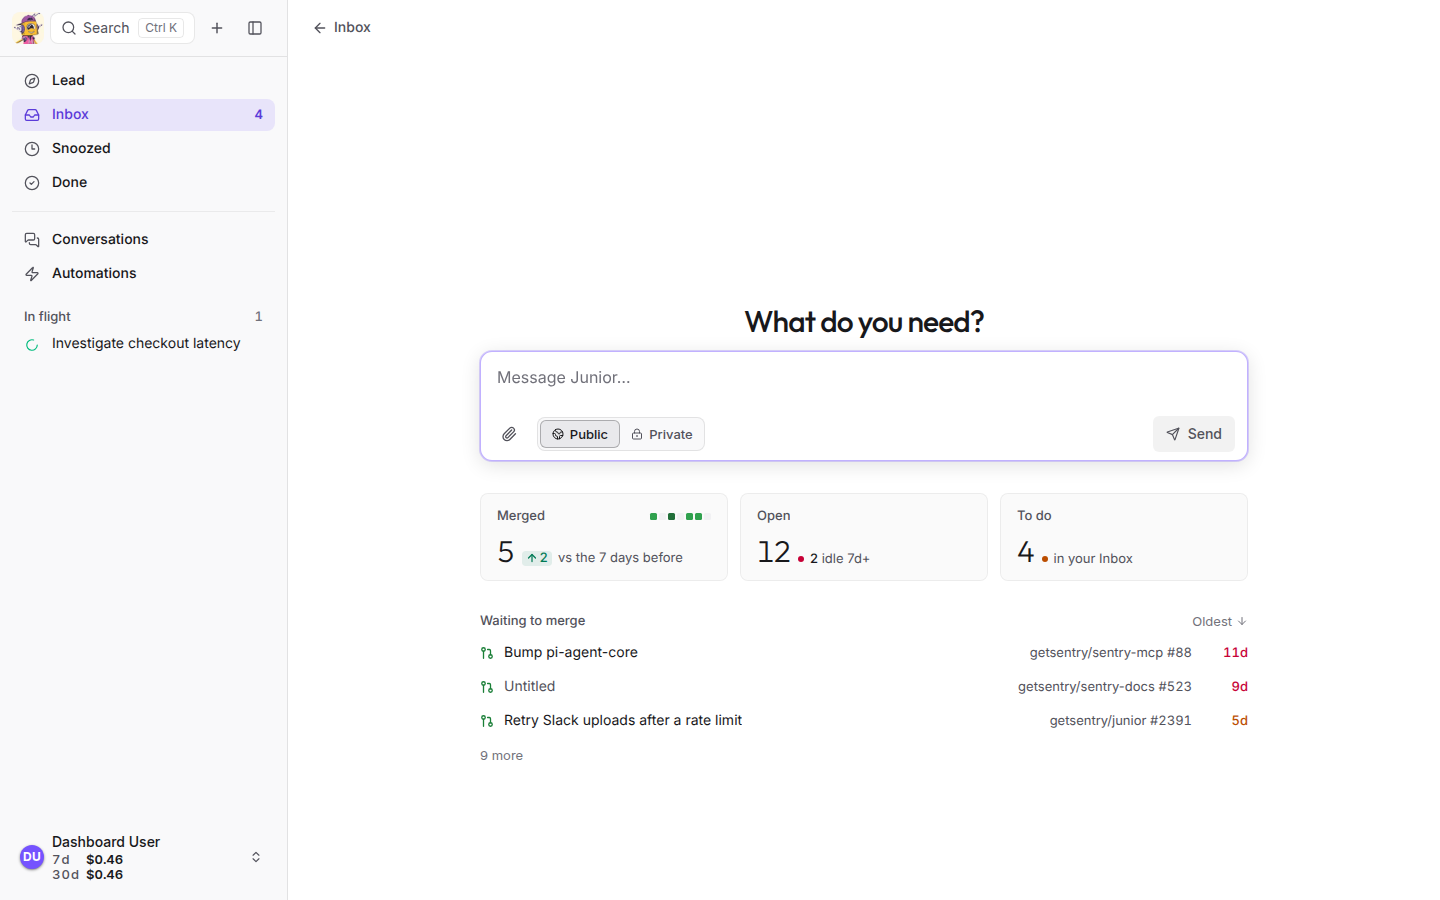 Search Ctrl K
Lead
Inbox 4
Snoozed
Done
Conversations
Automations
In flight 1
Investigate checkout latency
DU
Dashboard User
7d $0.46
30d $0.46
Inbox
What do you need?
Message Junior...
Public Private Send
Merged
5 2 vs the 7 days before
Open
12 2 idle 7d+
To do
4 in your Inbox
Waiting to merge Oldest
Bump pi-agent-core getsentry/sentry-mcp #88 11d
Untitled getsentry/sentry-docs #523 9d
Retry Slack uploads after a rate limit getsentry/junior #2391 5d
9 more